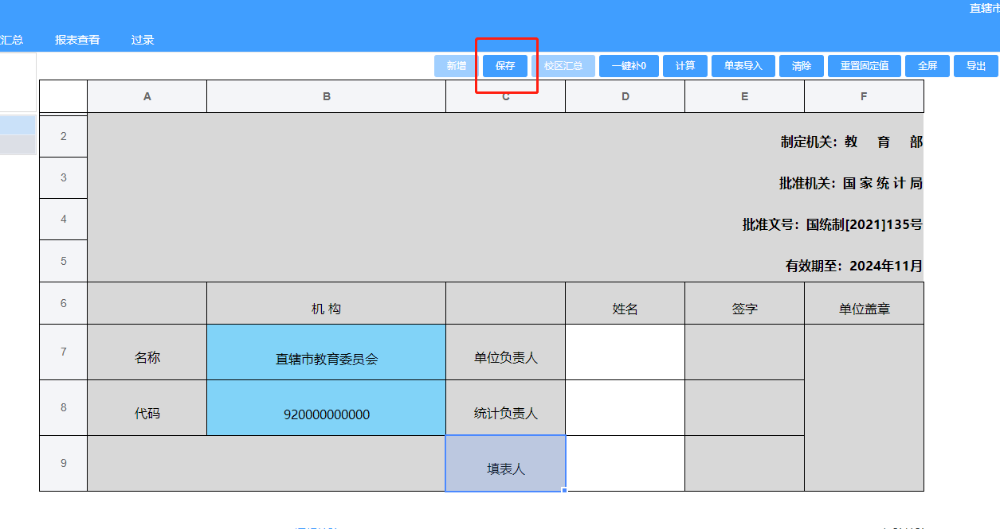 直辖市
汇总 报表查看 过录
新增 保存 校区汇总 一键补0 计算 单表导入 清除 重置固定值 全屏 导出
A B C D E F
2 制定机关：教 育 部
3 批准机关：国 家 统 计 局
4 批准文号：国统制[2021]135号
5 有效期至：2024年11月
6 机 构 姓名 签字 单位盖章
7 名称 直辖市教育委员会 单位负责人
8 代码 920000000000 统计负责人
9 填表人